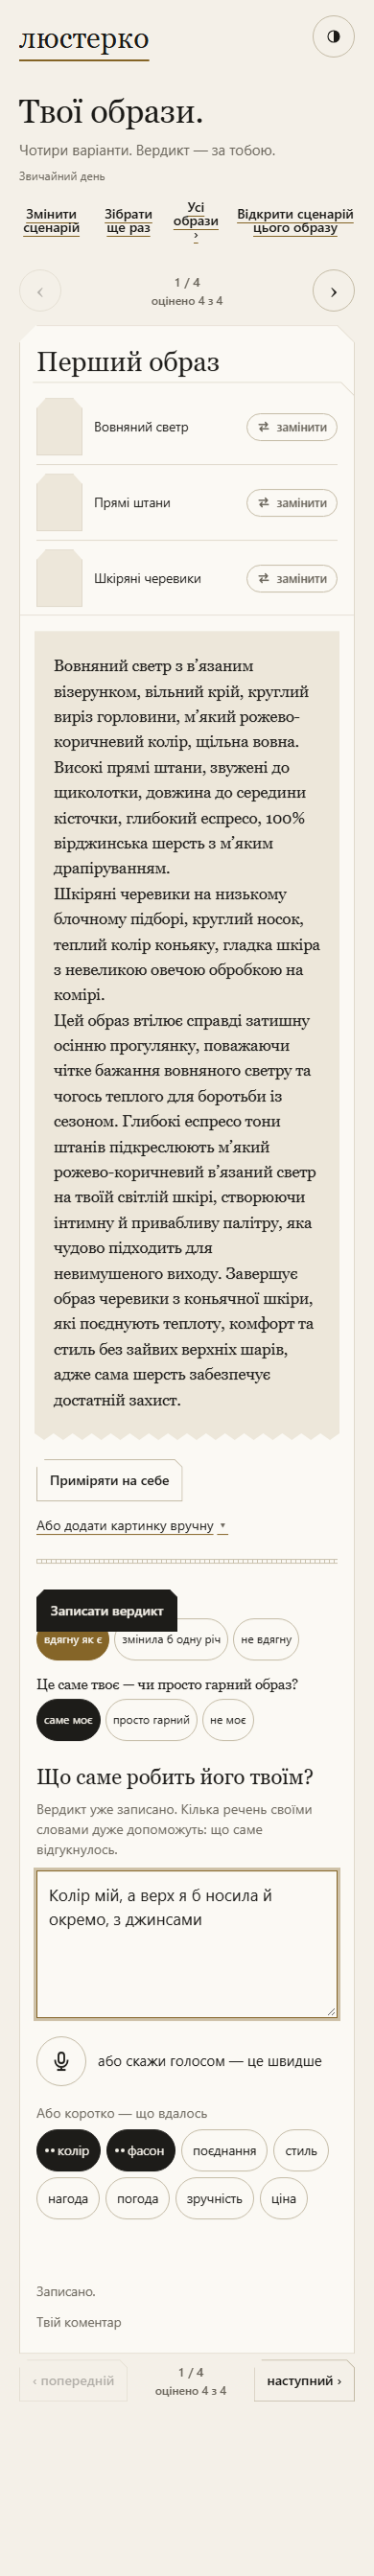 люстерко
Твої образи.
Чотири варіанти. Вердикт — за тобою.
Звичайний день
Змінити
сценарій
Зібрати
ще раз
Усі
образи
›
Відкрити сценарій
цього образу
‹
1 / 4
оцінено 4 з 4
›
Перший образ
Вовняний светр
замінити
Прямі штани
замінити
Шкіряні черевики
замінити
Вовняний светр з в’язаним
візерунком, вільний крій, круглий
виріз горловини, м’який рожево-
коричневий колір, щільна вовна.
Високі прямі штани, звужені до
щиколотки, довжина до середини
кісточки, глибокий еспресо, 100%
вірджинська шерсть з м’яким
драпіруванням.
Шкіряні черевики на низькому
блочному підборі, круглий носок,
теплий колір коньяку, гладка шкіра
з невеликою овечою обробкою на
комірі.
Цей образ втілює справді затишну
осінню прогулянку, поважаючи
чітке бажання вовняного светру та
чогось теплого для боротьби із
сезоном. Глибокі еспресо тони
штанів підкреслюють м’який
рожево-коричневий в’язаний светр
на твоїй світлій шкірі, створюючи
інтимну й привабливу палітру, яка
чудово підходить для
невимушеного виходу. Завершує
образ черевики з коньячної шкіри,
які поєднують теплоту, комфорт та
стиль без зайвих верхніх шарів,
адже сама шерсть забезпечує
достатній захист.
Приміряти на себе
Або додати картинку вручну
Записати вердикт
вдягну як є
змінила б одну річ
не вдягну
Це саме твоє — чи просто гарний образ?
саме моє
просто гарний
не моє
Що саме робить його твоїм?
Вердикт уже записано. Кілька речень своїми
словами дуже допоможуть: що саме
відгукнулось.
Колір мій, а верх я б носила й
окремо, з джинсами
або скажи голосом — це швидше
Або коротко — що вдалось
колір
фасон
поєднання
стиль
нагода
погода
зручність
ціна
Записано.
Твій коментар
‹ попередній
1 / 4
оцінено 4 з 4
наступний ›